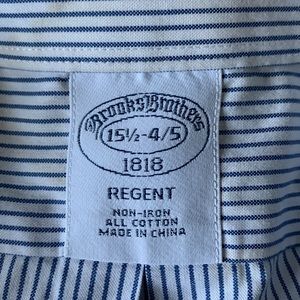 Brooks Brothers
15½-4/5
1818
REGENT
NON-IRON
ALL COTTON
MADE IN CHINA